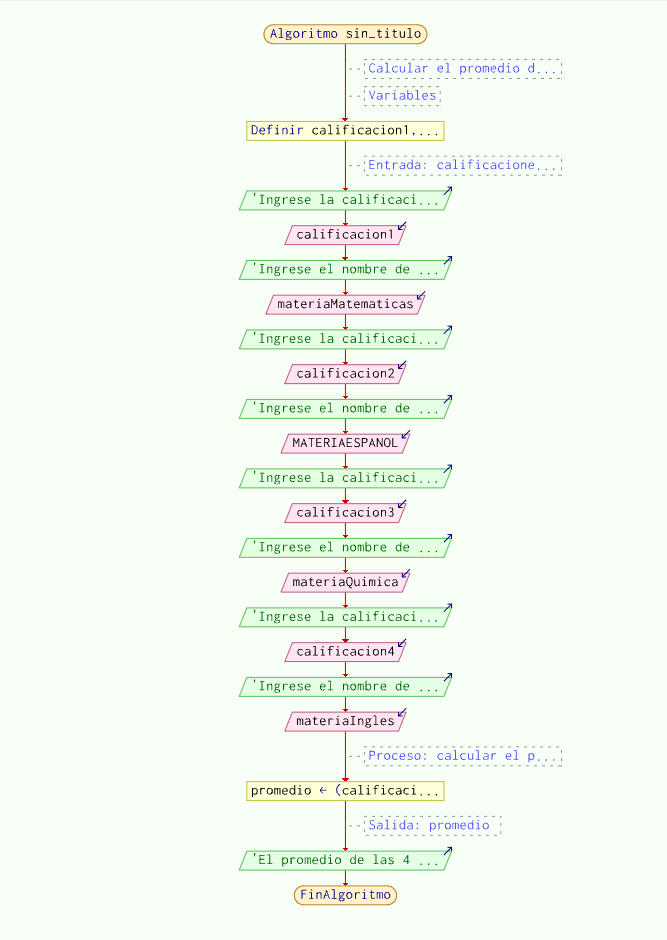 Algoritmo sin_titulo
Calcular el promedio d...
Variables
Definir calificacion1,...
Entrada: calificacione...
'Ingrese la calificaci...
calificacion1
'Ingrese el nombre de ...
materiaMatematicas
'Ingrese la calificaci...
calificacion2
'Ingrese el nombre de ...
MATERIAESPANOL
'Ingrese la calificaci...
calificacion3
'Ingrese el nombre de ...
materiaQuimica
'Ingrese la calificaci...
calificacion4
'Ingrese el nombre de ...
materiaIngles
Proceso: calcular el p...
promedio ← (calificaci...
Salida: promedio
'El promedio de las 4 ...
FinAlgoritmo